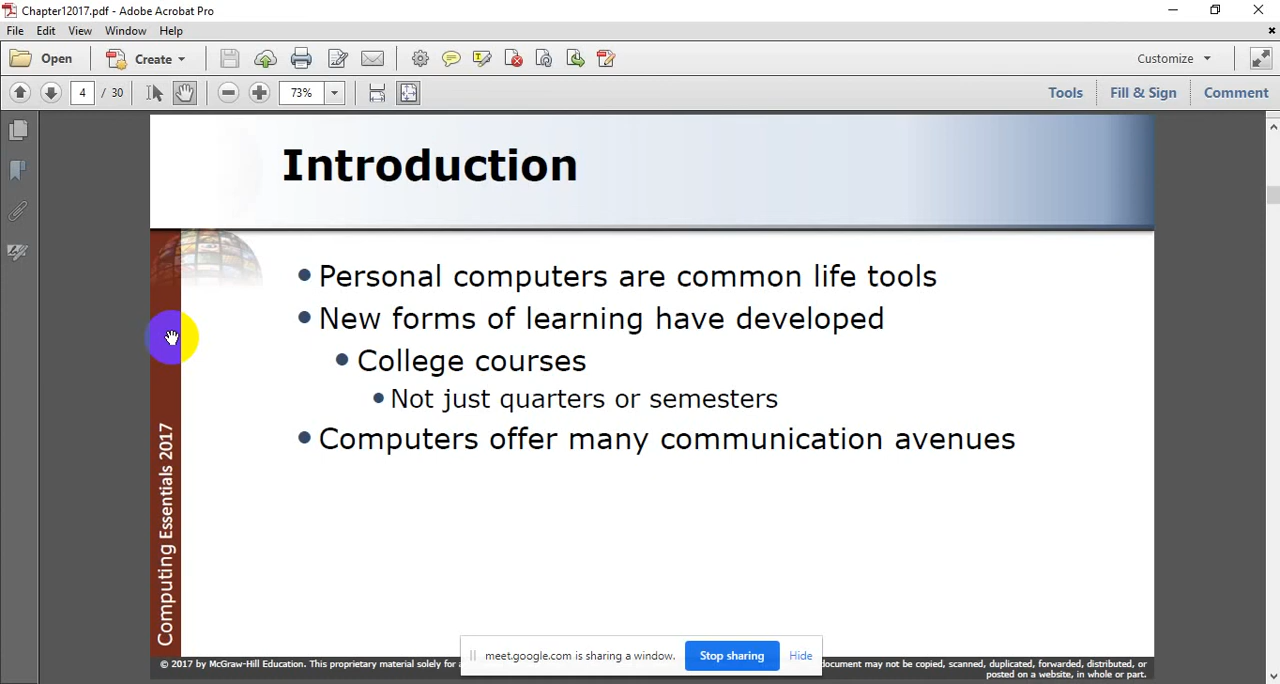 Chapter12017.pdf - Adobe Acrobat Pro
File Edit View Window Help
Open Create Customize
4 / 30 73% Tools Fill & Sign Comment
Introduction
Personal computers are common life tools
New forms of learning have developed
College courses
Not just quarters or semesters
Computers offer many communication avenues
Computing Essentials 2017
meet.google.com is sharing a window. Stop sharing Hide
© 2017 by McGraw-Hill Education. This proprietary material solely for a document may not be copied, scanned, duplicated, forwarded, distributed, or
posted on a website, in whole or part.